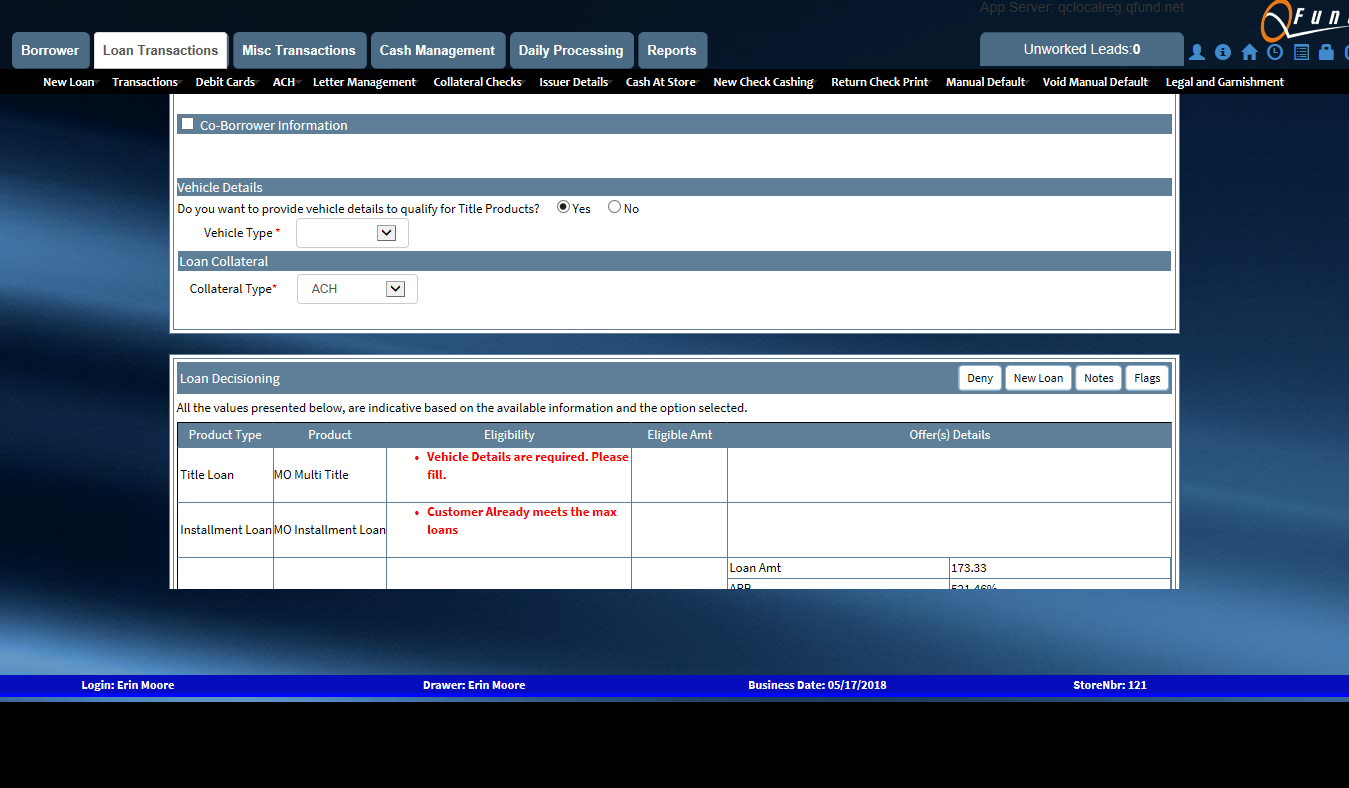 App Server: qclocalreg.qfund.net
QFun
Borrower Loan Transactions Misc Transactions Cash Management Daily Processing Reports Unworked Leads:0
New Loan Transactions Debit Cards ACH Letter Management Collateral Checks Issuer Details Cash At Store New Check Cashing Return Check Print Manual Default Void Manual Default Legal and Garnishment
Co-Borrower Information
Vehicle Details
Do you want to provide vehicle details to qualify for Title Products? Yes No
Vehicle Type *
Loan Collateral
Collateral Type* ACH
Loan Decisioning Deny New Loan Notes Flags
All the values presented below, are indicative based on the available information and the option selected.
Product Type Product Eligibility Eligible Amt Offer(s) Details
Title Loan MO Multi Title • Vehicle Details are required. Please
fill.
Installment Loan MO Installment Loan • Customer Already meets the max
loans
Loan Amt 173.33
APR 521.46%
Login: Erin Moore Drawer: Erin Moore Business Date: 05/17/2018 StoreNbr: 121